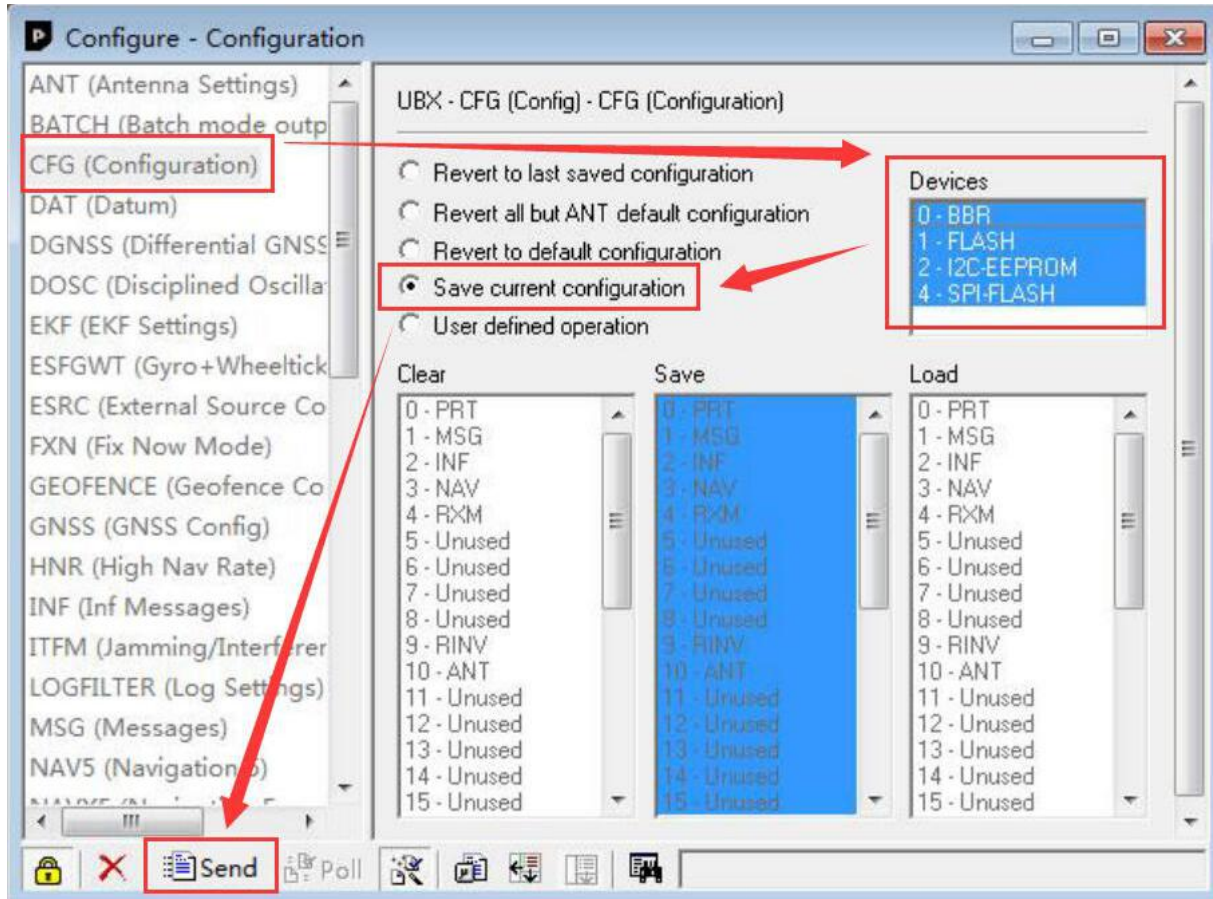 Configure - Configuration
ANT (Antenna Settings)
BATCH (Batch mode outp
CFG (Configuration)
DAT (Datum)
DGNSS (Differential GNSS
DOSC (Disciplined Oscilla
EKF (EKF Settings)
ESFGWT (Gyro+Wheeltick
ESRC (External Source Co
FXN (Fix Now Mode)
GEOFENCE (Geofence Co
GNSS (GNSS Config)
HNR (High Nav Rate)
INF (Inf Messages)
ITFM (Jamming/Interferer
LOGFILTER (Log Settings)
MSG (Messages)
NAV5 (Navigation 5)
UBX - CFG (Config) - CFG (Configuration)
Revert to last saved configuration
Revert all but ANT default configuration
Revert to default configuration
Save current configuration
User defined operation
Devices
0 - BBR
1 - FLASH
2 - I2C-EEPROM
4 - SPI-FLASH
Clear
0 - PRT
1 - MSG
2 - INF
3 - NAV
4 - RXM
5 - Unused
6 - Unused
7 - Unused
8 - Unused
9 - RINV
10 - ANT
11 - Unused
12 - Unused
13 - Unused
14 - Unused
15 - Unused
Save
0 - PRT
1 - MSG
2 - INF
3 - NAV
4 - RXM
5 - Unused
6 - Unused
7 - Unused
8 - Unused
9 - RINV
10 - ANT
11 - Unused
12 - Unused
13 - Unused
14 - Unused
15 - Unused
Load
0 - PRT
1 - MSG
2 - INF
3 - NAV
4 - RXM
5 - Unused
6 - Unused
7 - Unused
8 - Unused
9 - RINV
10 - ANT
11 - Unused
12 - Unused
13 - Unused
14 - Unused
15 - Unused
Send
Poll